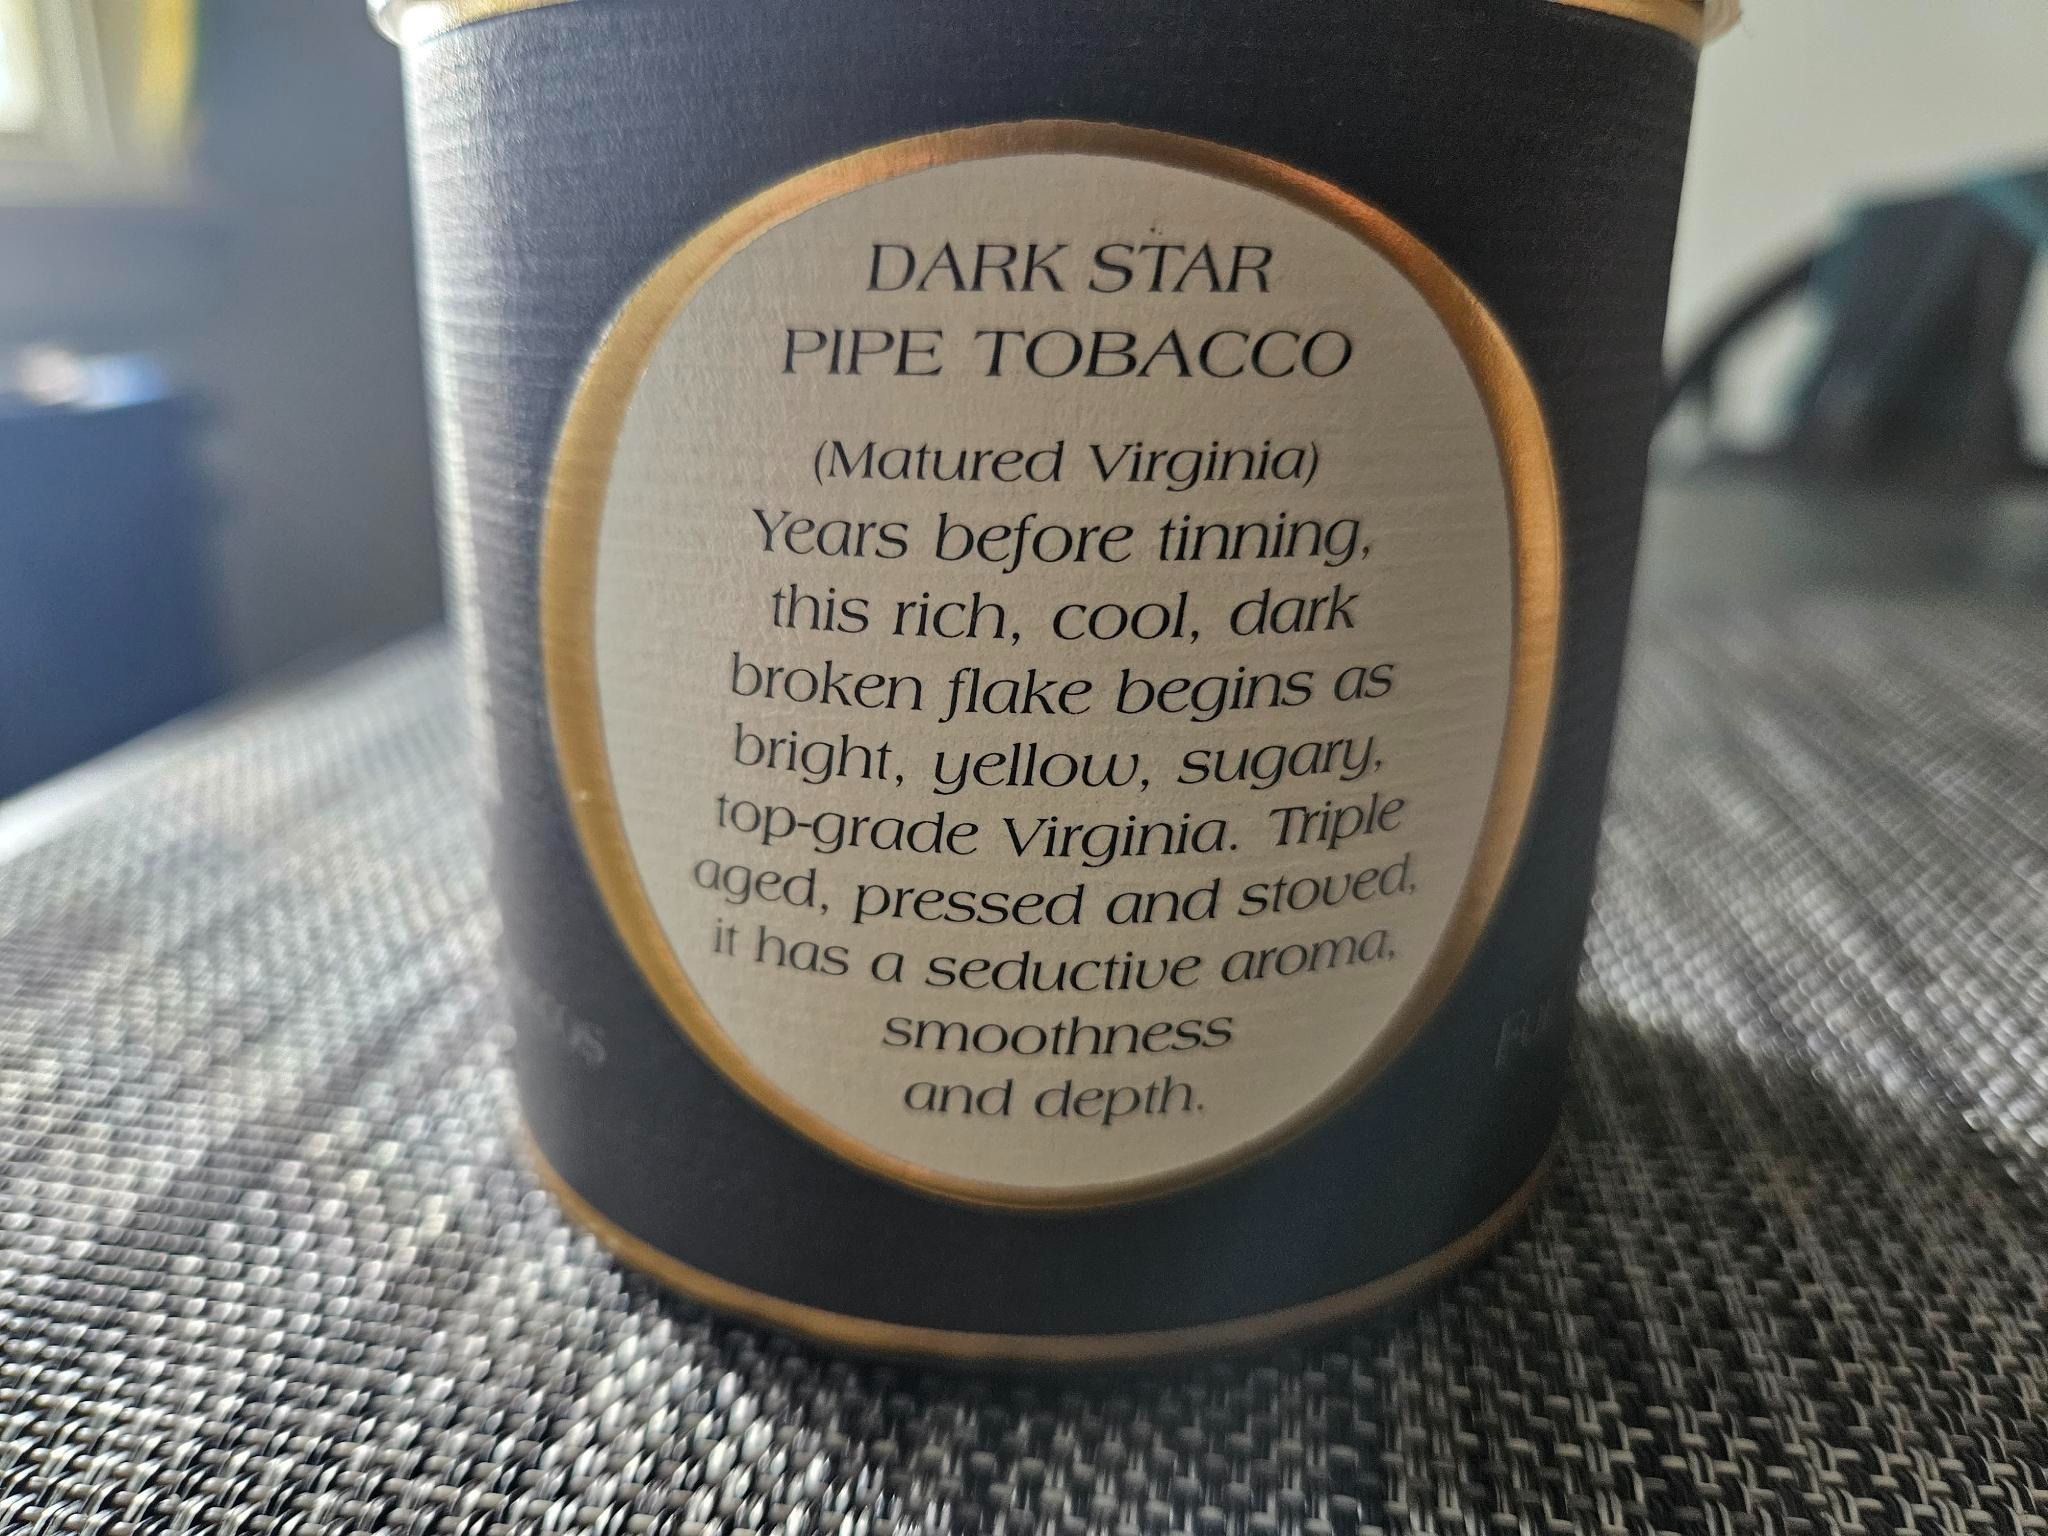 DARK STAR
PIPE TOBACCO
(Matured Virginia)
Years before tinning,
this rich, cool, dark
broken flake begins as
bright, yellow, sugary,
top-grade Virginia. Triple
aged, pressed and stoved,
it has a seductive aroma,
smoothness
and depth.